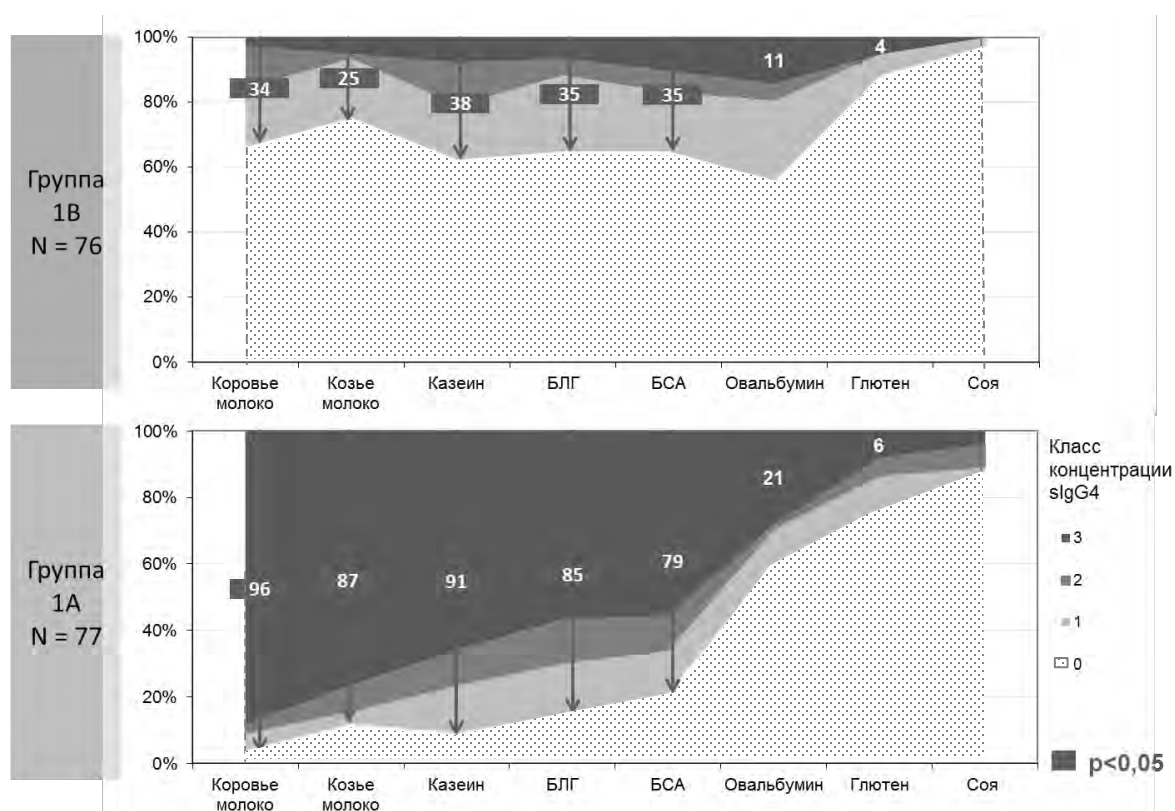 Группа
1B
N = 76
100%
80%
60%
40%
20%
0%
34
25
38
35
35
11
4
Коровье
молоко
Козье
молоко
Казеин
БЛГ
БСА
Овальбумин
Глютен
Соя
Группа
1А
N = 77
100%
80%
60%
40%
20%
0%
96
87
91
85
79
21
6
Коровье
молоко
Козье
молоко
Казеин
БЛГ
БСА
Овальбумин
Глютен
Соя
Класс
концентрации
sIgG4
3
2
1
0
p<0,05